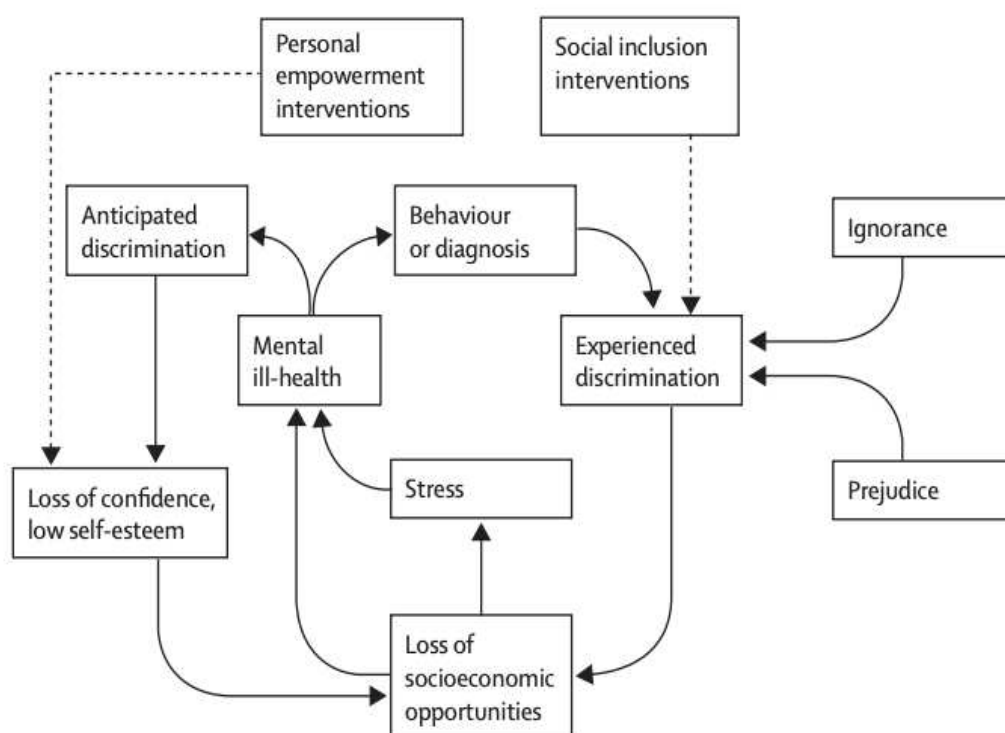 Personal
empowerment
interventions
Social inclusion
interventions
Anticipated
discrimination
Behaviour
or diagnosis
Ignorance
Mental
ill-health
Experienced
discrimination
Loss of confidence,
low self-esteem
Stress
Prejudice
Loss of
socioeconomic
opportunities